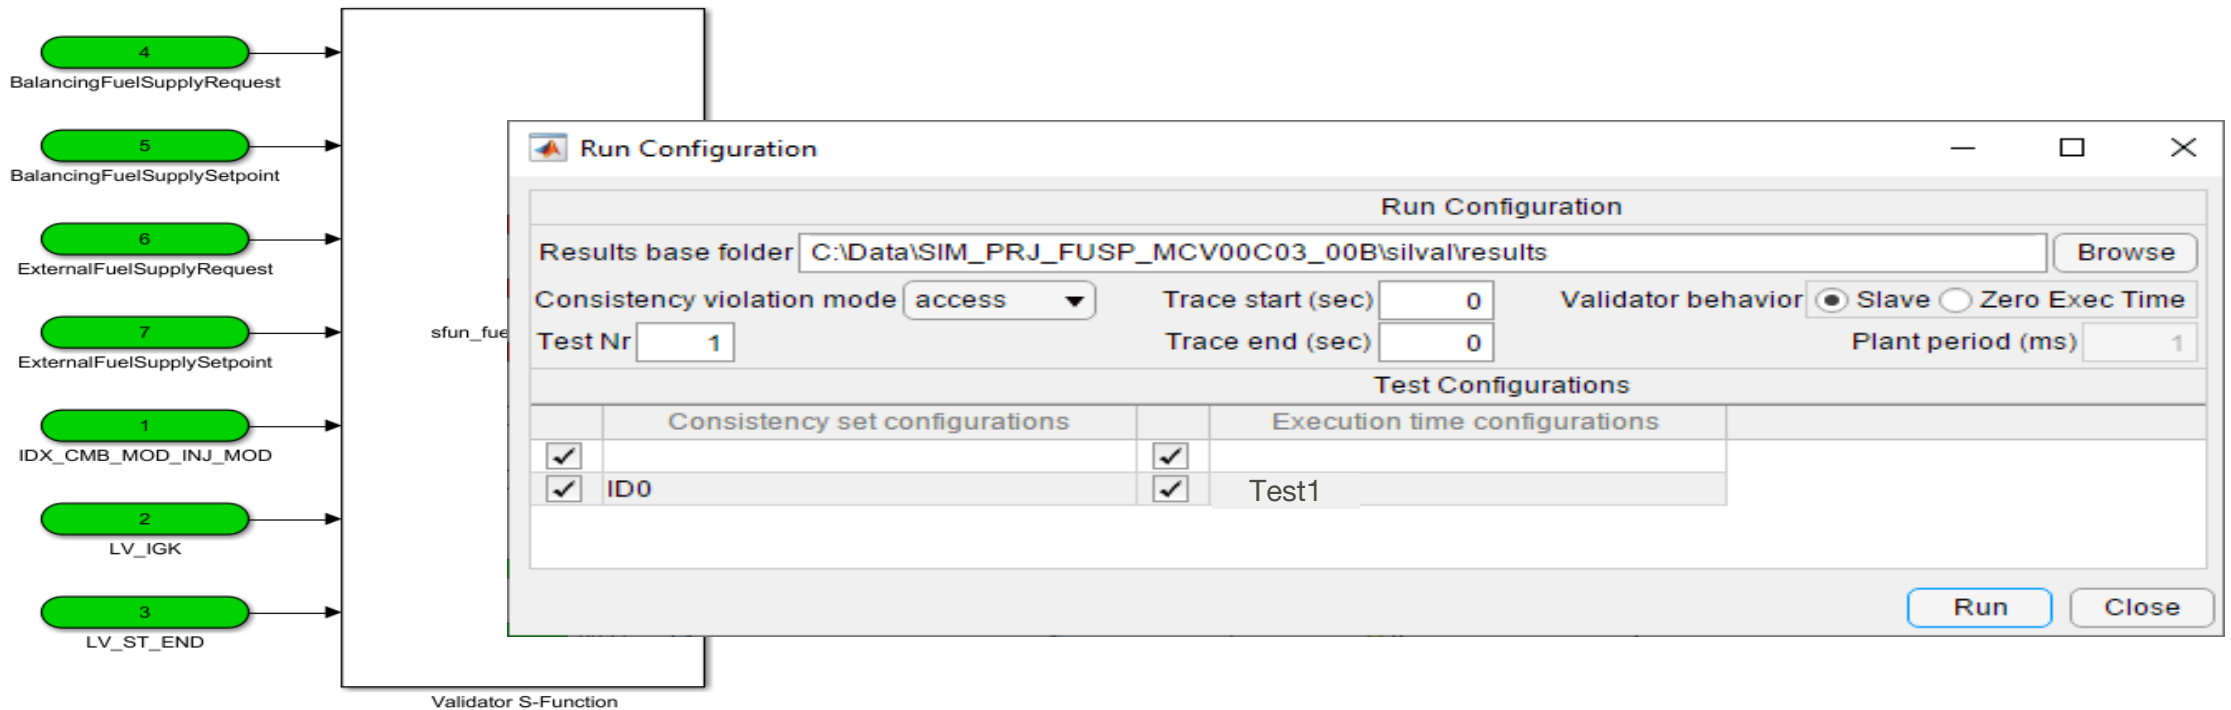 4
BalancingFuelSupplyRequest
5
BalancingFuelSupplySetpoint
6
ExternalFuelSupplyRequest
7
ExternalFuelSupplySetpoint
1
IDX_CMB_MOD_INJ_MOD
2
LV_IGK
3
LV_ST_END
sfun_fue
Validator S-Function
Run Configuration
Run Configuration
Results base folder C:\Data\SIM_PRJ_FUSP_MCV00C03_00B\silval\results Browse
Consistency violation mode access Trace start (sec) 0 Validator behavior Slave Zero Exec Time
Test Nr 1 Trace end (sec) 0 Plant period (ms) 1
Test Configurations
Consistency set configurations Execution time configurations
ID0 Test1
Run Close